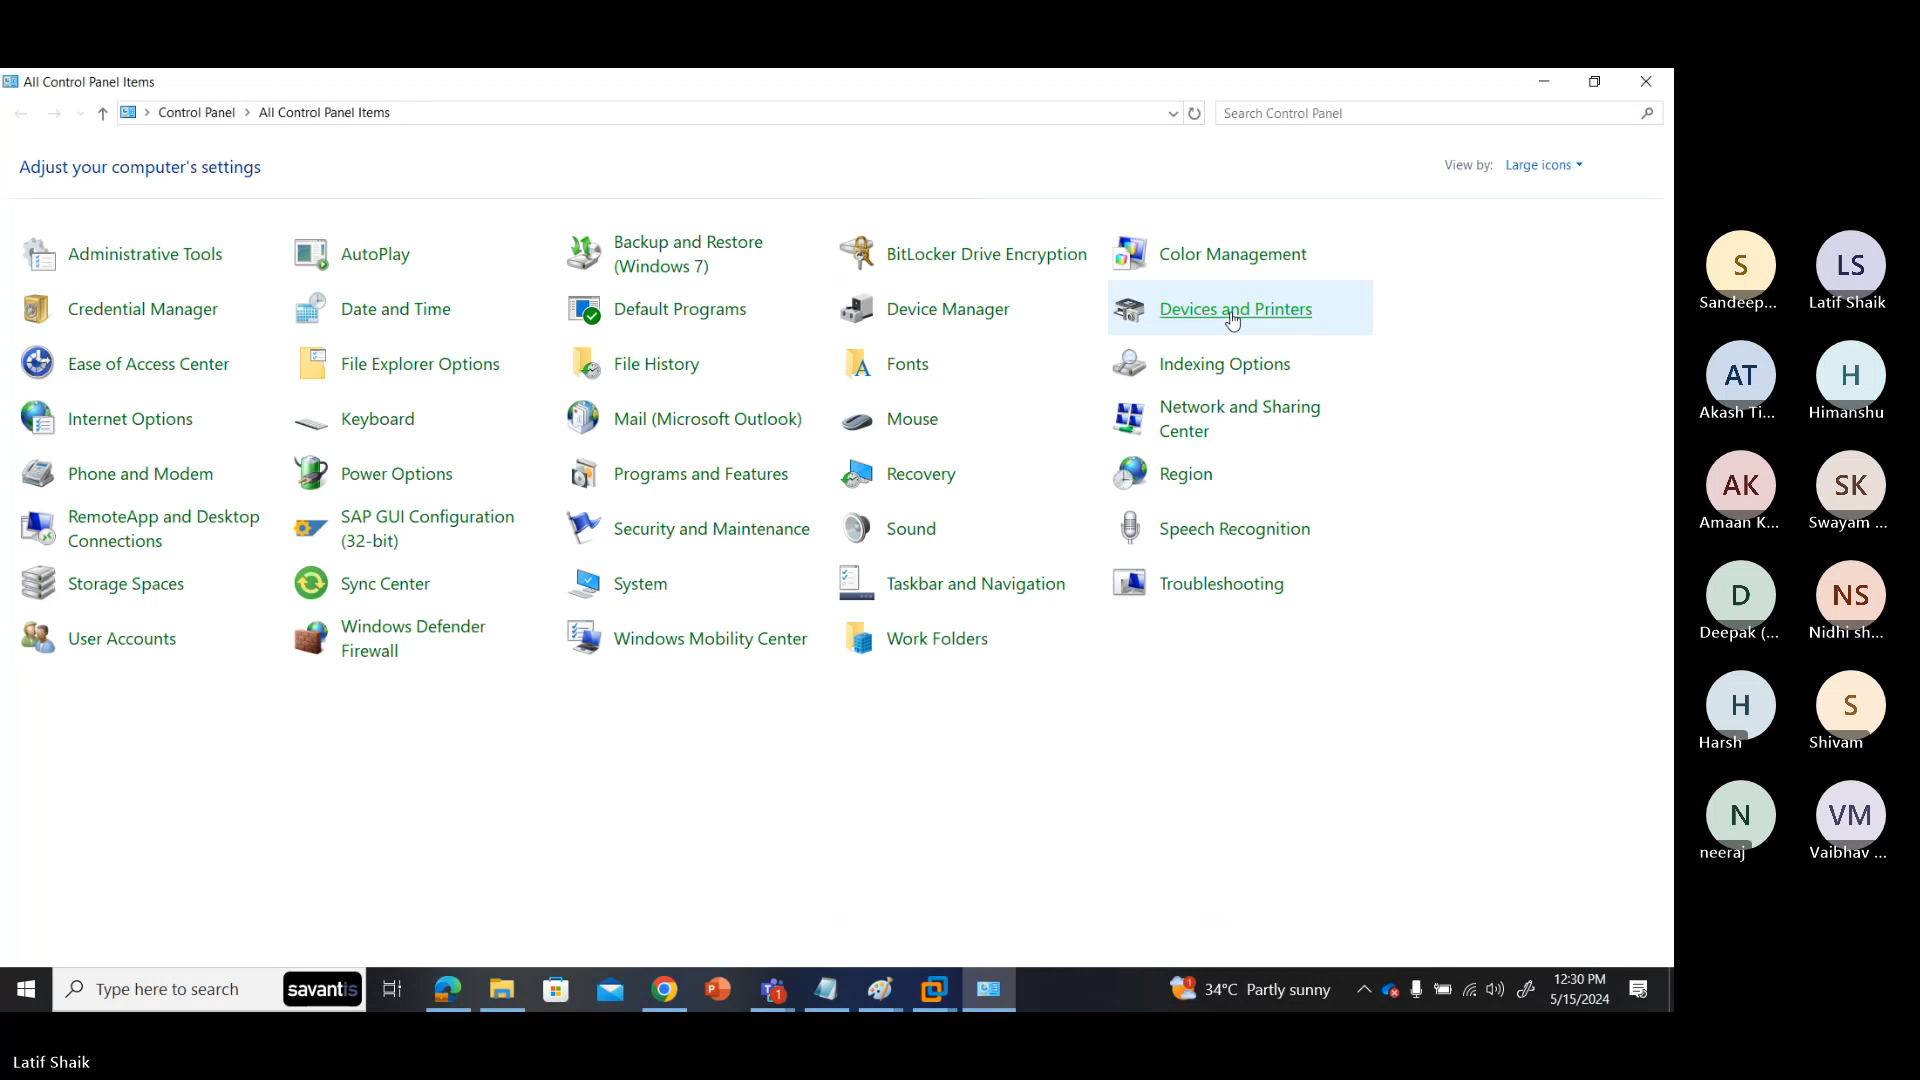 All Control Panel Items
Control Panel > All Control Panel Items
Search Control Panel
Adjust your computer's settings
View by: Large icons
Administrative Tools
AutoPlay
Backup and Restore
(Windows 7)
BitLocker Drive Encryption
Color Management
Credential Manager
Date and Time
Default Programs
Device Manager
Devices and Printers
Ease of Access Center
File Explorer Options
File History
Fonts
Indexing Options
Internet Options
Keyboard
Mail (Microsoft Outlook)
Mouse
Network and Sharing
Center
Phone and Modem
Power Options
Programs and Features
Recovery
Region
RemoteApp and Desktop
Connections
SAP GUI Configuration
(32-bit)
Security and Maintenance
Sound
Speech Recognition
Storage Spaces
Sync Center
System
Taskbar and Navigation
Troubleshooting
User Accounts
Windows Defender
Firewall
Windows Mobility Center
Work Folders
S
Sandeep...
LS
Latif Shaik
AT
Akash Ti...
H
Himanshu
AK
Amaan K...
SK
Swayam ...
D
Deepak (...
NS
Nidhi sh...
H
Harsh
S
Shivam
N
neeraj
VM
Vaibhav ...
Type here to search
savantis
34°C Partly sunny
12:30 PM
5/15/2024
Latif Shaik